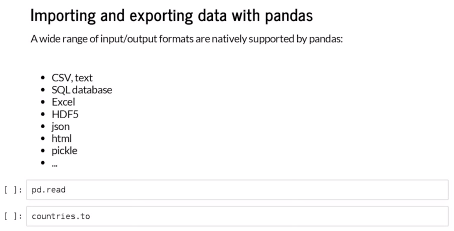 Importing and exporting data with pandas
A wide range of input/output formats are natively supported by pandas:
• CSV, text
• SQL database
• Excel
• HDF5
• json
• html
• pickle
• ...
[ ]: pd.read
[ ]: countries.to